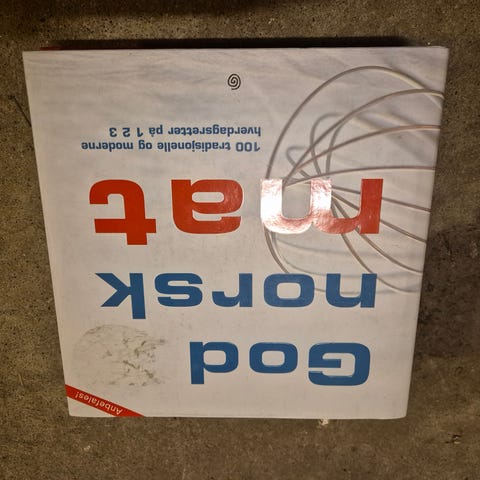 Anbefales!
God
norsk
mat
100 tradisjonelle og moderne
hverdagsretter på 1 2 3